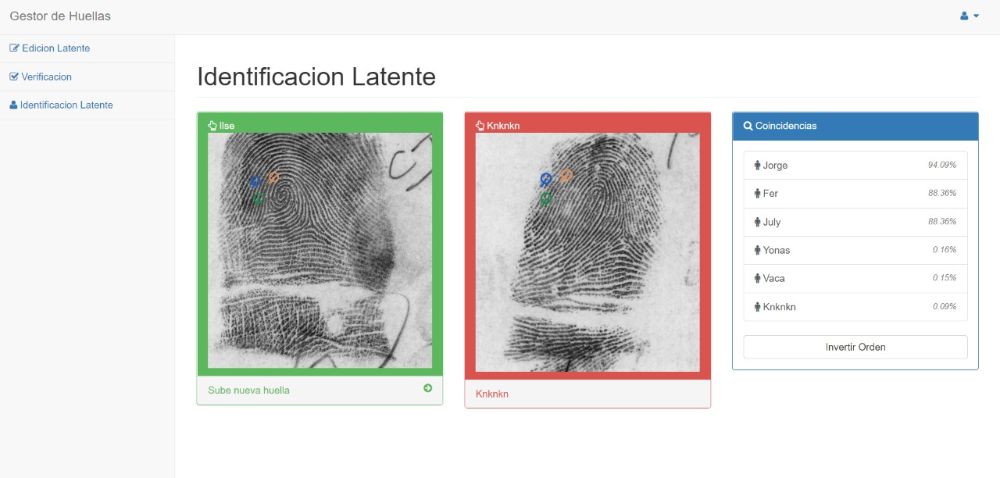 Gestor de Huellas
Edicion Latente
Verificacion
Identificacion Latente
Identificacion Latente
Ilse
Sube nueva huella
Knknkn
Knknkn
Coincidencias
Jorge 94.09%
Fer 88.36%
July 88.36%
Yonas 0.16%
Vaca 0.15%
Knknkn 0.09%
Invertir Orden